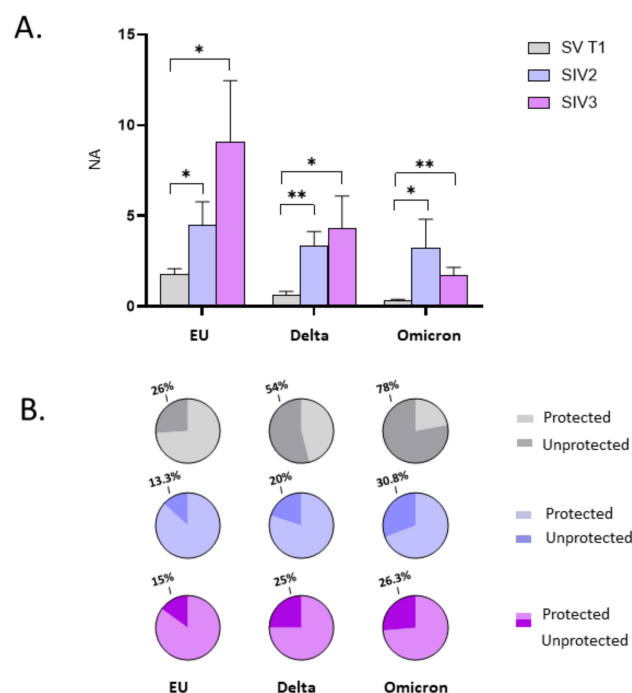 A.
15
10
5
0
NA
*
*
*
**
**
*
SV T1
SIV2
SIV3
EU Delta Omicron
B.
26% 54% 78%
Protected
Unprotected
13.3% 20% 30.8%
Protected
Unprotected
15% 25% 26.3%
Protected
Unprotected
EU Delta Omicron